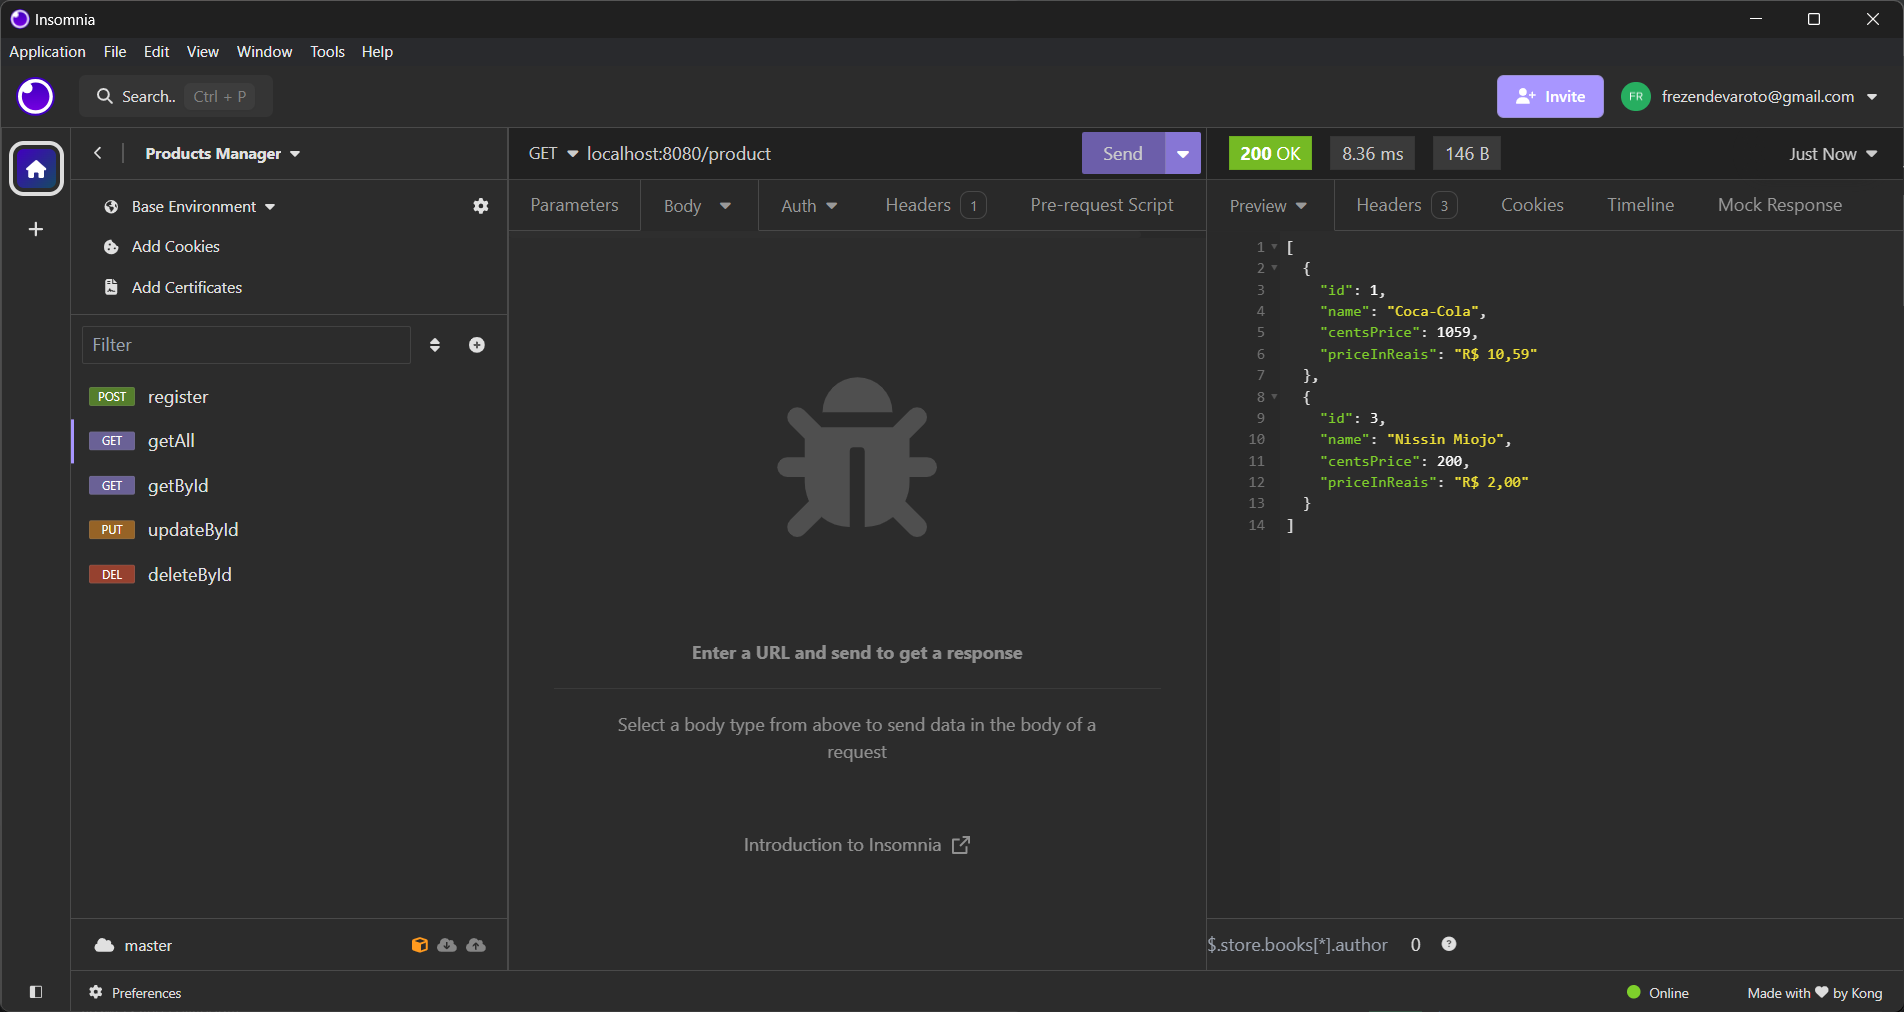 Insomnia
Application File Edit View Window Tools Help
Search.. Ctrl + P
Invite
FR
frezendevaroto@gmail.com
Products Manager
Base Environment
Add Cookies
Add Certificates
Filter
POST register
GET getAll
GET getById
PUT updateById
DEL deleteById
master
GET localhost:8080/product
Send
Parameters Body Auth Headers 1 Pre-request Script
Enter a URL and send to get a response
Select a body type from above to send data in the body of a
request
Introduction to Insomnia
200 OK 8.36 ms 146 B Just Now
Preview Headers 3 Cookies Timeline Mock Response
1 [
2 {
3 "id": 1,
4 "name": "Coca-Cola",
5 "centsPrice": 1059,
6 "priceInReais": "R$ 10,59"
7 },
8 {
9 "id": 3,
10 "name": "Nissin Miojo",
11 "centsPrice": 200,
12 "priceInReais": "R$ 2,00"
13 }
14 ]
$.store.books[*].author 0 ?
Preferences
Online
Made with ♥ by Kong